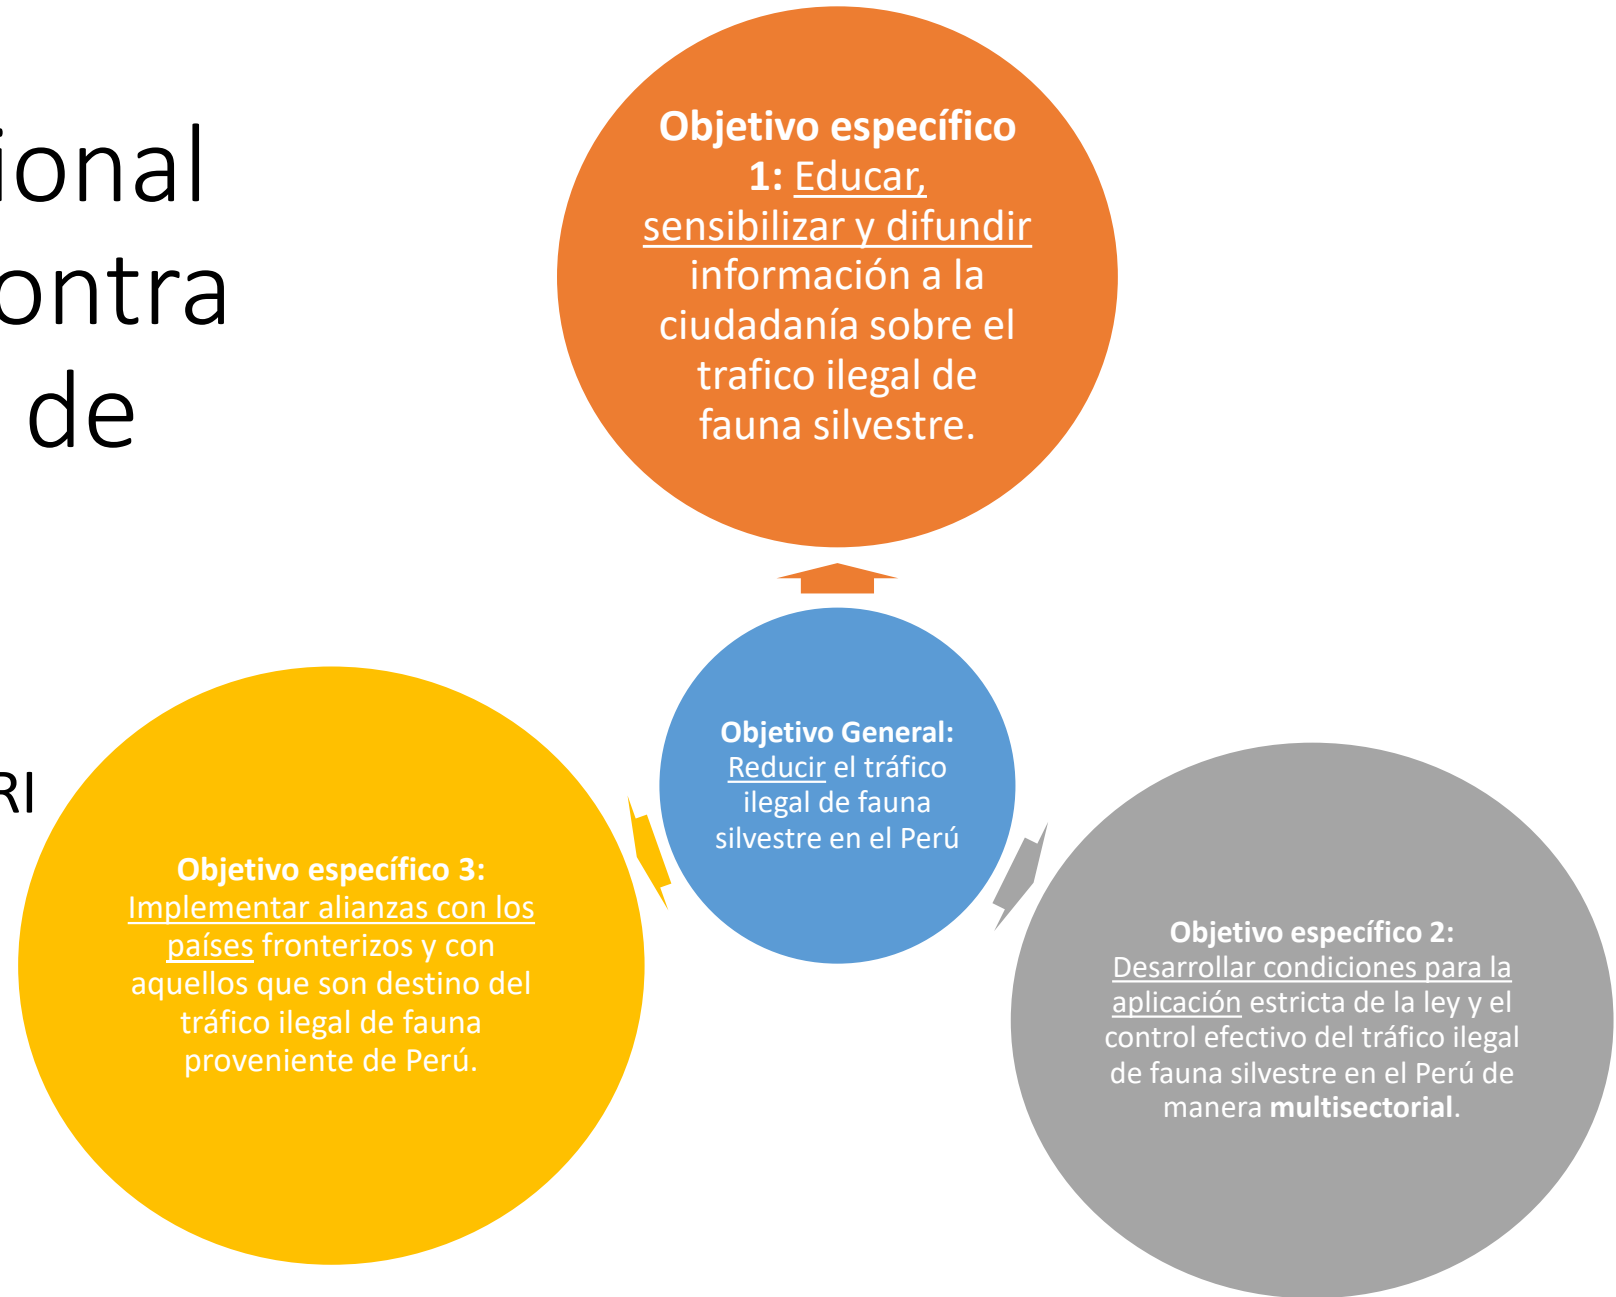 ional
ontra
de
RI
Objetivo específico
1: Educar,
sensibilizar y difundir
información a la
ciudadanía sobre el
trafico ilegal de
fauna silvestre.
Objetivo General:
Reducir el tráfico
ilegal de fauna
silvestre en el Perú
Objetivo específico 3:
Implementar alianzas con los
países fronterizos y con
aquellos que son destino del
tráfico ilegal de fauna
proveniente de Perú.
Objetivo específico 2:
Desarrollar condiciones para la
aplicación estricta de la ley y el
control efectivo del tráfico ilegal
de fauna silvestre en el Perú de
manera multisectorial.